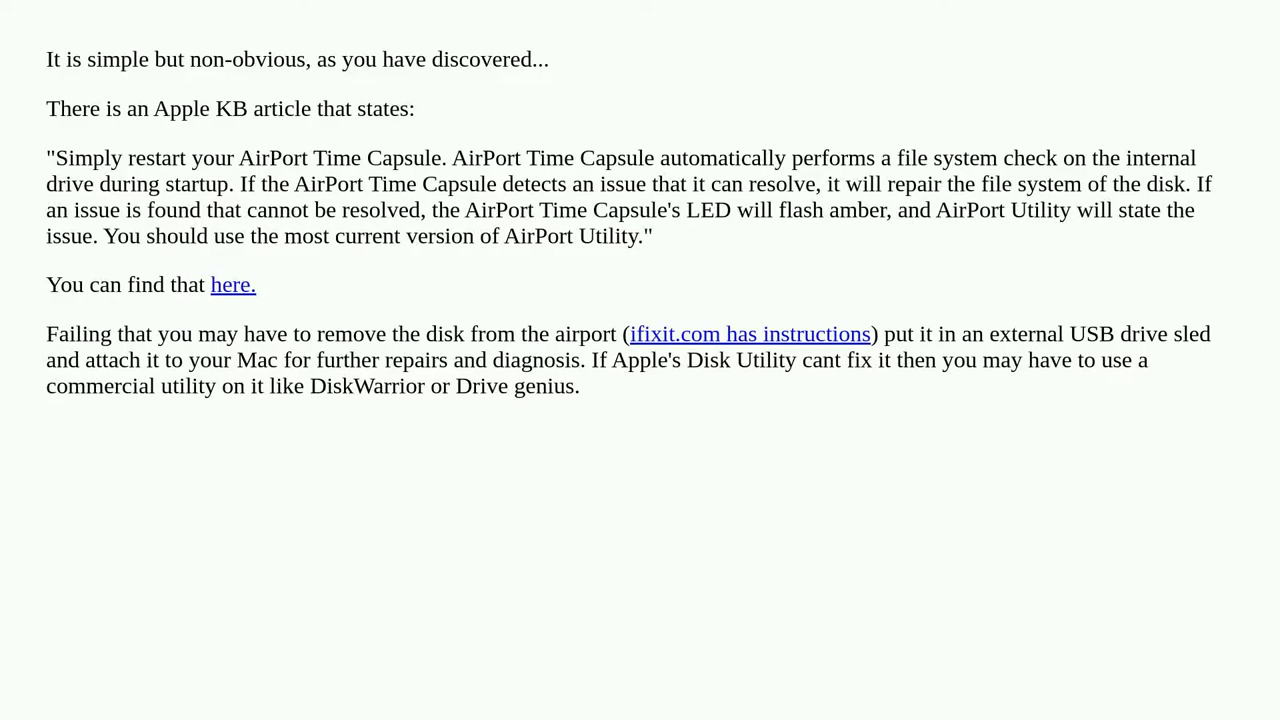 It is simple but non-obvious, as you have discovered...
There is an Apple KB article that states:
"Simply restart your AirPort Time Capsule. AirPort Time Capsule automatically performs a file system check on the internal
drive during startup. If the AirPort Time Capsule detects an issue that it can resolve, it will repair the file system of the disk. If
an issue is found that cannot be resolved, the AirPort Time Capsule's LED will flash amber, and AirPort Utility will state the
issue. You should use the most current version of AirPort Utility."
You can find that here.
Failing that you may have to remove the disk from the airport (ifixit.com has instructions) put it in an external USB drive sled
and attach it to your Mac for further repairs and diagnosis. If Apple's Disk Utility cant fix it then you may have to use a
commercial utility on it like DiskWarrior or Drive genius.